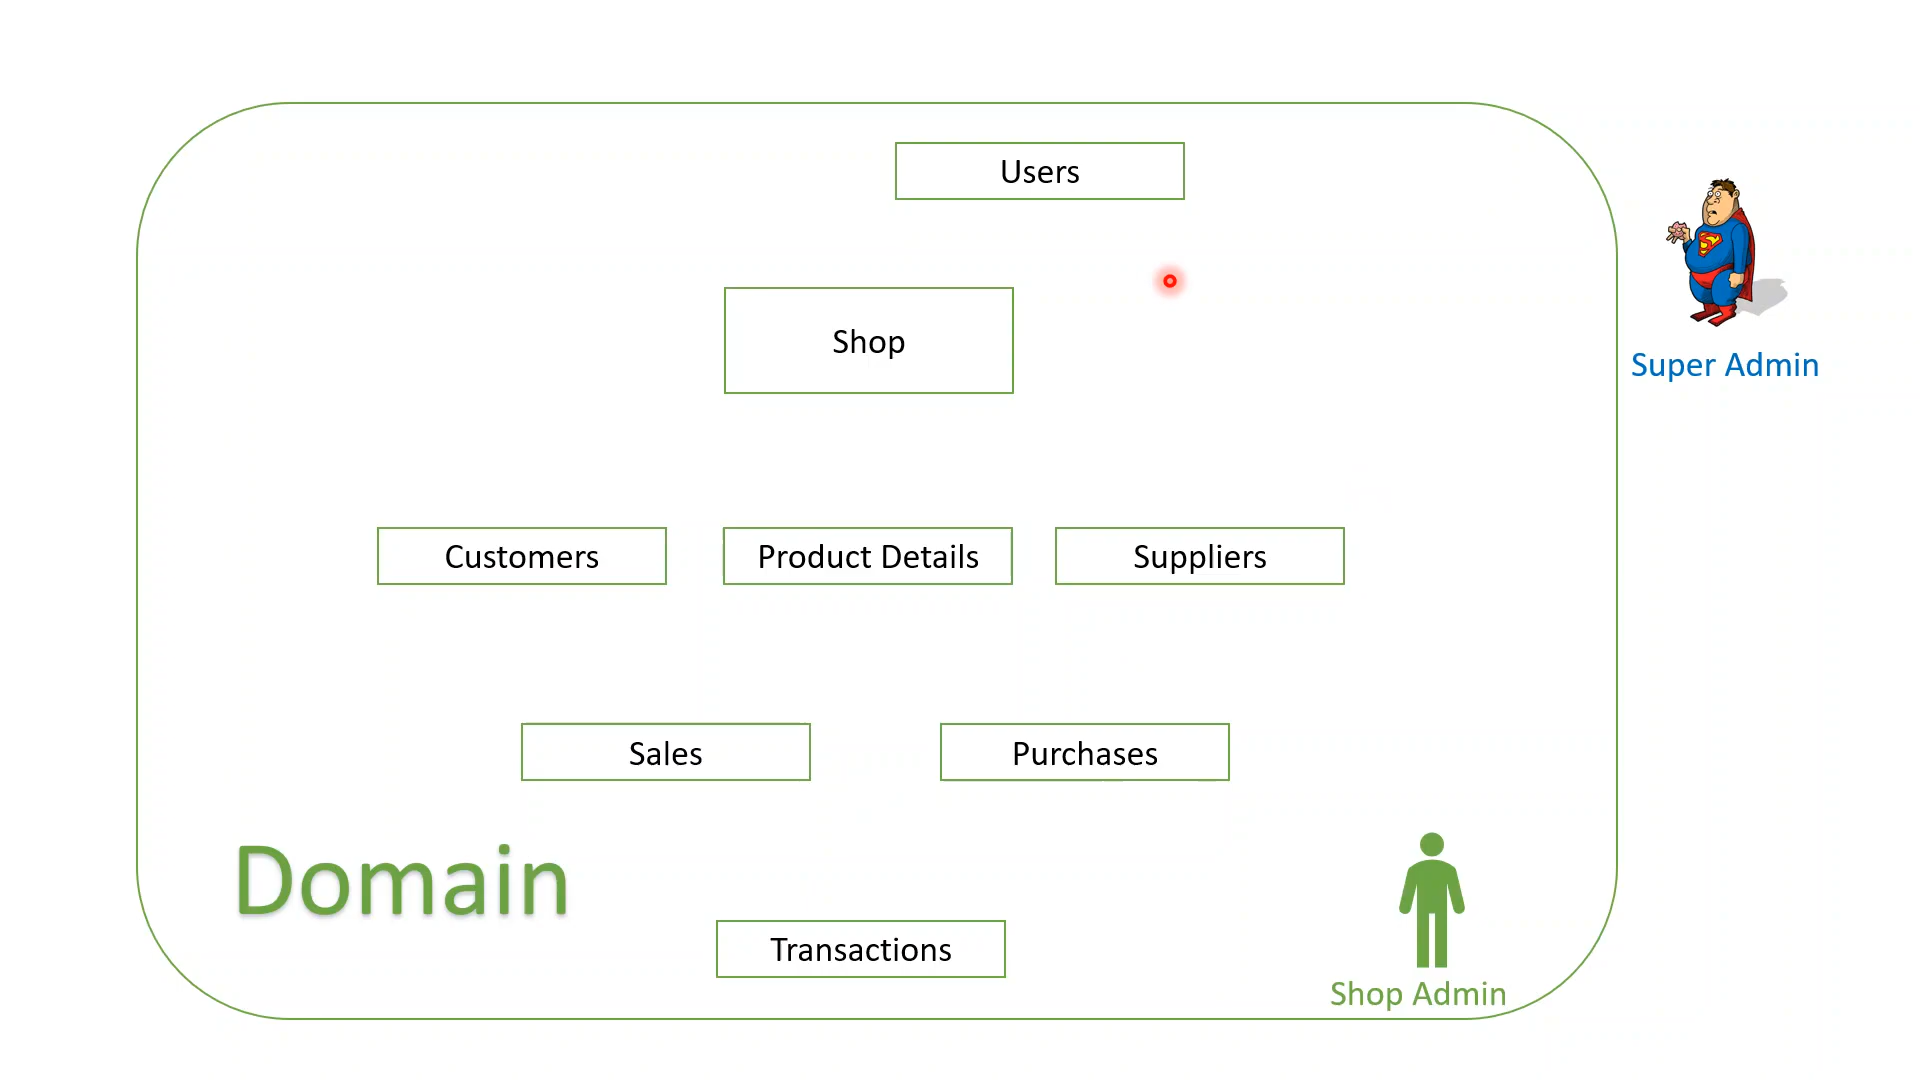 Users
Shop
Super Admin
Customers
Product Details
Suppliers
Sales
Purchases
Domain
Transactions
Shop Admin